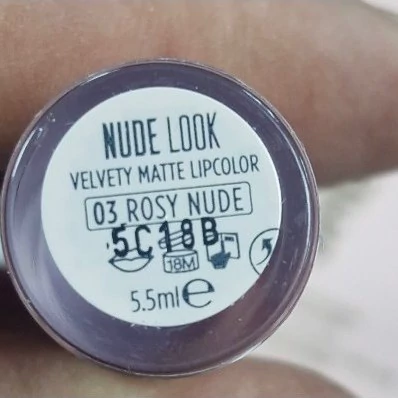 NUDE LOOK
VELVETY MATTE LIPCOLOR
03 ROSY NUDE
5C18B
18M
5.5ml e